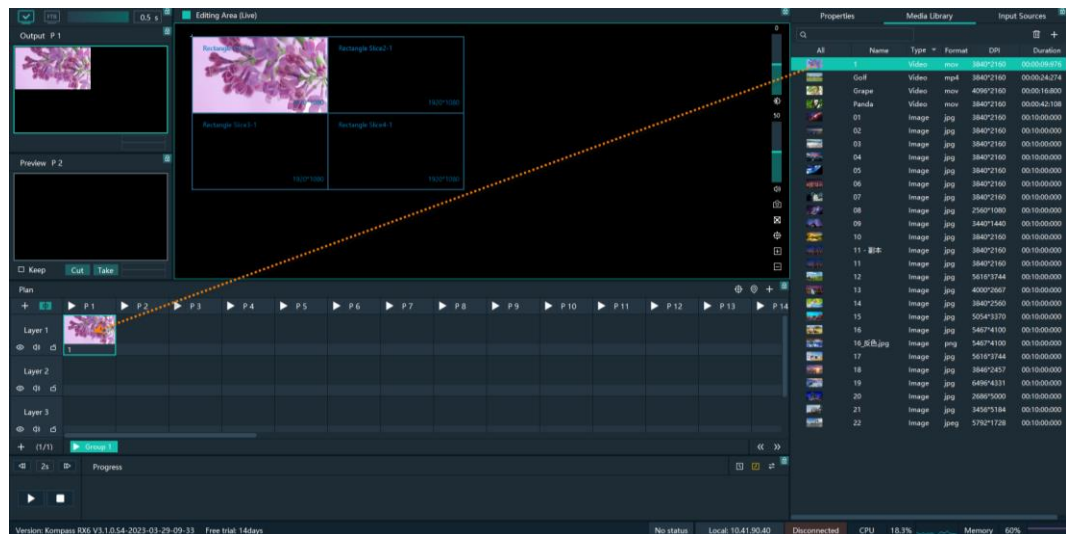 0.5 s
Editing Area (Live)
Properties
Media Library
Input Sources
Output P 1
Rectangle Slice2-1
1920*1080
Rectangle Slice3-1
Rectangle Slice4-1
1920*1080
1920*1080
0
50
Preview P 2
Keep
Cut
Take
All Name Type Format DPI Duration
1 Video mov 3840*2160 00:00:09:676
Golf Video mp4 3840*2160 00:00:24:274
Grape Video mov 4096*2160 00:00:16:800
Panda Video mov 3840*2160 00:00:42:108
01 Image jpg 3840*2160 00:10:00:000
02 Image jpg 3840*2160 00:10:00:000
03 Image jpg 3840*2160 00:10:00:000
04 Image jpg 3840*2160 00:10:00:000
05 Image jpg 3840*2160 00:10:00:000
06 Image jpg 3840*2160 00:10:00:000
07 Image jpg 3840*2160 00:10:00:000
08 Image jpg 2560*1080 00:10:00:000
09 Image jpg 3440*1440 00:10:00:000
10 Image jpg 3840*2160 00:10:00:000
11 - 副本 Image jpg 3840*2160 00:10:00:000
11 Image jpg 3840*2160 00:10:00:000
12 Image jpg 5616*3744 00:10:00:000
13 Image jpg 4000*2667 00:10:00:000
14 Image jpg 3840*2560 00:10:00:000
15 Image jpg 5054*3370 00:10:00:000
16 Image jpg 5467*4100 00:10:00:000
16_反色.jpg Image png 5467*4100 00:10:00:000
17 Image jpg 5616*3744 00:10:00:000
18 Image jpg 3846*2457 00:10:00:000
19 Image jpg 6496*4331 00:10:00:000
20 Image jpg 2686*5000 00:10:00:000
21 Image jpg 3456*5184 00:10:00:000
22 Image jpeg 5792*1728 00:10:00:000
Plan
P 1 P 2 P 3 P 4 P 5 P 6 P 7 P 8 P 9 P 10 P 11 P 12 P 13 P 14
Layer 1
1
Layer 2
Layer 3
(1/1)
Group 1
2s
Progress
Version: Kompass RX6 V3.1.0.S4-2023-03-29-09-33
Free trial: 14days
No status
Local: 10.41.90.40
Disconnected
CPU 18.3%
Memory 60%